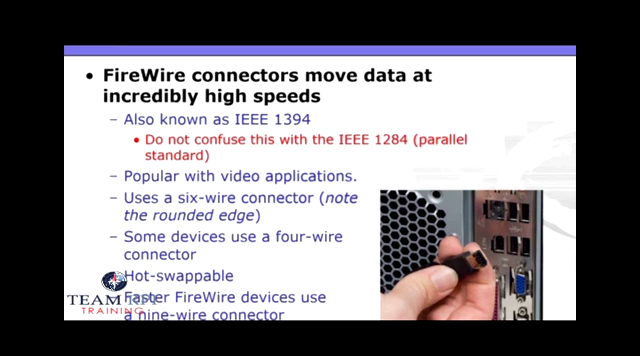 • FireWire connectors move data at
incredibly high speeds
– Also known as IEEE 1394
• Do not confuse this with the IEEE 1284 (parallel
standard)
– Popular with video applications.
– Uses a six-wire connector (note
the rounded edge)
– Some devices use a four-wire
connector
Hot-swappable
Faster FireWire devices use
a nine-wire connector
TEAM
TRAINING